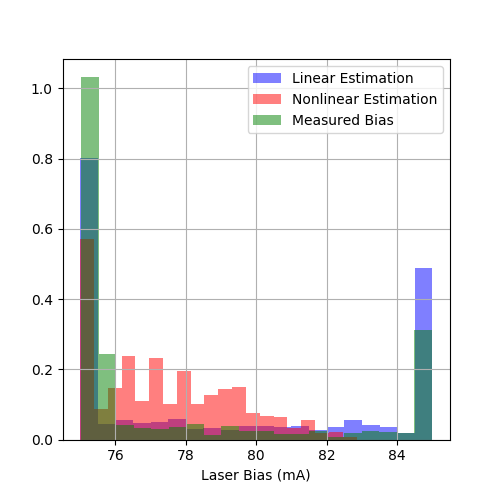 Linear Estimation
Nonlinear Estimation
Measured Bias
1.0
0.8
0.6
0.4
0.2
0.0
76 78 80 82 84
Laser Bias (mA)